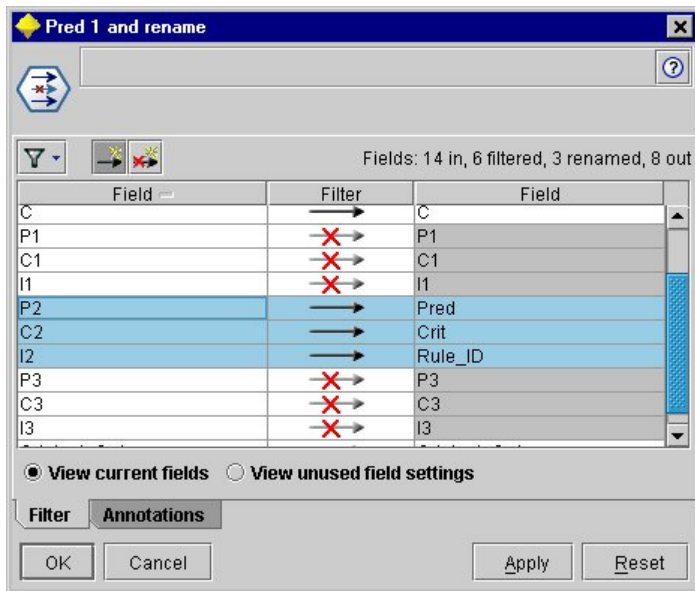 Pred 1 and rename
Fields: 14 in, 6 filtered, 3 renamed, 8 out
Field Filter Field
C C
P1 P1
C1 C1
I1 I1
P2 Pred
C2 Crit
I2 Rule_ID
P3 P3
C3 C3
I3 I3
View current fields View unused field settings
Filter Annotations
OK Cancel Apply Reset